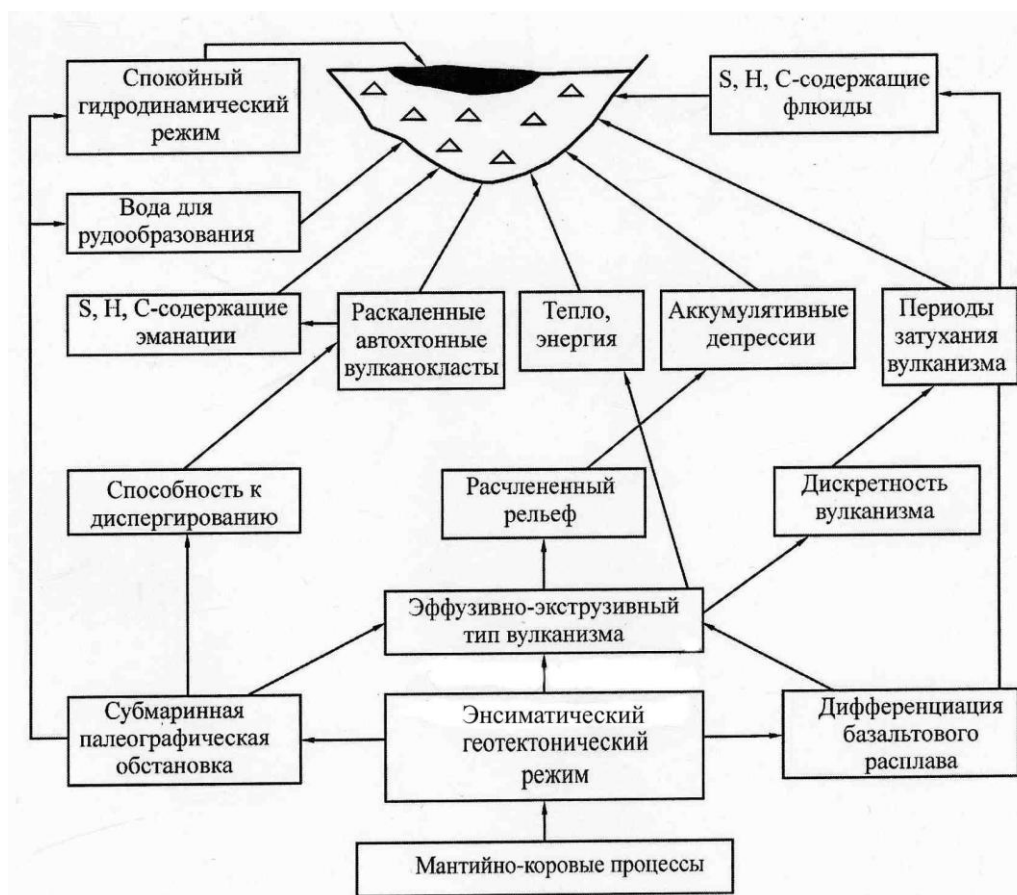 Спокойный
гидродинамический
режим
S, H, C-содержащие
флюиды
Вода для
рудообразования
S, H, C-содержащие
эманации
Раскаленные
автохтонные
вулканокласты
Тепло,
энергия
Аккумулятивные
депрессии
Периоды
затухания
вулканизма
Способность к
диспергированию
Расчлененный
рельеф
Дискретность
вулканизма
Эффузивно-экструзивный
тип вулканизма
Субмаринная
палеографическая
обстановка
Энсиматический
геотектонический
режим
Дифференциация
базальтового
расплава
Мантийно-коровые процессы